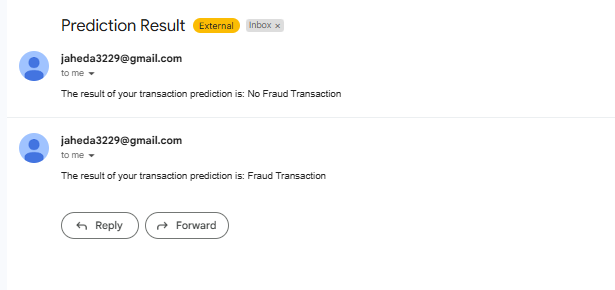 Prediction Result External Inbox ×
jaheda3229@gmail.com
to me
The result of your transaction prediction is: No Fraud Transaction
jaheda3229@gmail.com
to me
The result of your transaction prediction is: Fraud Transaction
Reply Forward